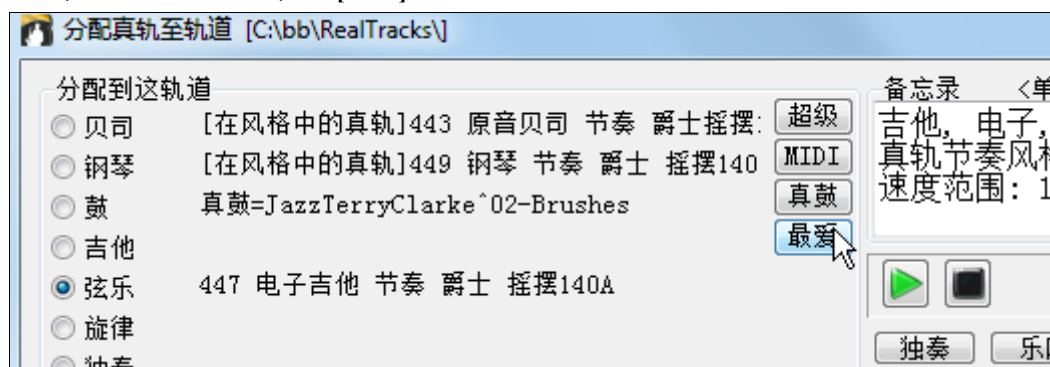 分配真轨至轨道 [C:\bb\RealTracks\]
分配到这轨道
贝司 [在风格中的真轨]443 原音贝司 节奏 爵士摇摆:
钢琴 [在风格中的真轨]449 钢琴 节奏 爵士 摇摆140
鼓 真鼓=JazzTerryClarke^02-Brushes
吉他
弦乐 447 电子吉他 节奏 爵士 摇摆140A
旋律
超级
MIDI
真鼓
最爱
备忘录 <单
吉他, 电子,
真轨节奏风格
速度范围: 1
独奏